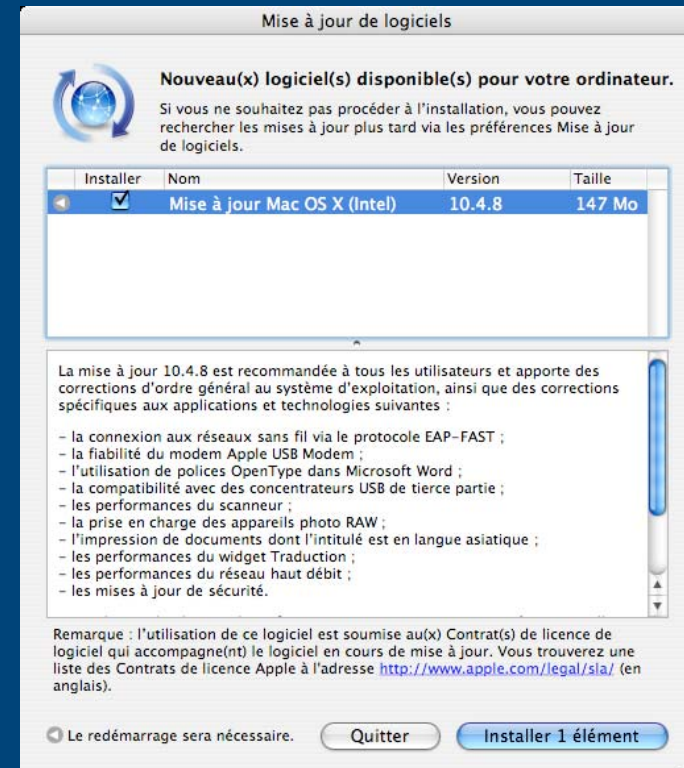 Mise à jour de logiciels
Nouveau(x) logiciel(s) disponible(s) pour votre ordinateur.
Si vous ne souhaitez pas procéder à l'installation, vous pouvez
rechercher les mises à jour plus tard via les préférences Mise à jour
de logiciels.
Installer Nom Version Taille
Mise à jour Mac OS X (Intel) 10.4.8 147 Mo
La mise à jour 10.4.8 est recommandée à tous les utilisateurs et apporte des
corrections d'ordre général au système d'exploitation, ainsi que des corrections
spécifiques aux applications et technologies suivantes :
– la connexion aux réseaux sans fil via le protocole EAP-FAST ;
– la fiabilité du modem Apple USB Modem ;
– l'utilisation de polices OpenType dans Microsoft Word ;
– la compatibilité avec des concentrateurs USB de tierce partie ;
– les performances du scanneur ;
– la prise en charge des appareils photo RAW ;
– l'impression de documents dont l'intitulé est en langue asiatique ;
– les performances du widget Traduction ;
– les performances du réseau haut débit ;
– les mises à jour de sécurité.
Remarque : l'utilisation de ce logiciel est soumise au(x) Contrat(s) de licence de
logiciel qui accompagne(nt) le logiciel en cours de mise à jour. Vous trouverez une
liste des Contrats de licence Apple à l'adresse http://www.apple.com/legal/sla/ (en
anglais).
Le redémarrage sera nécessaire. Quitter Installer 1 élément